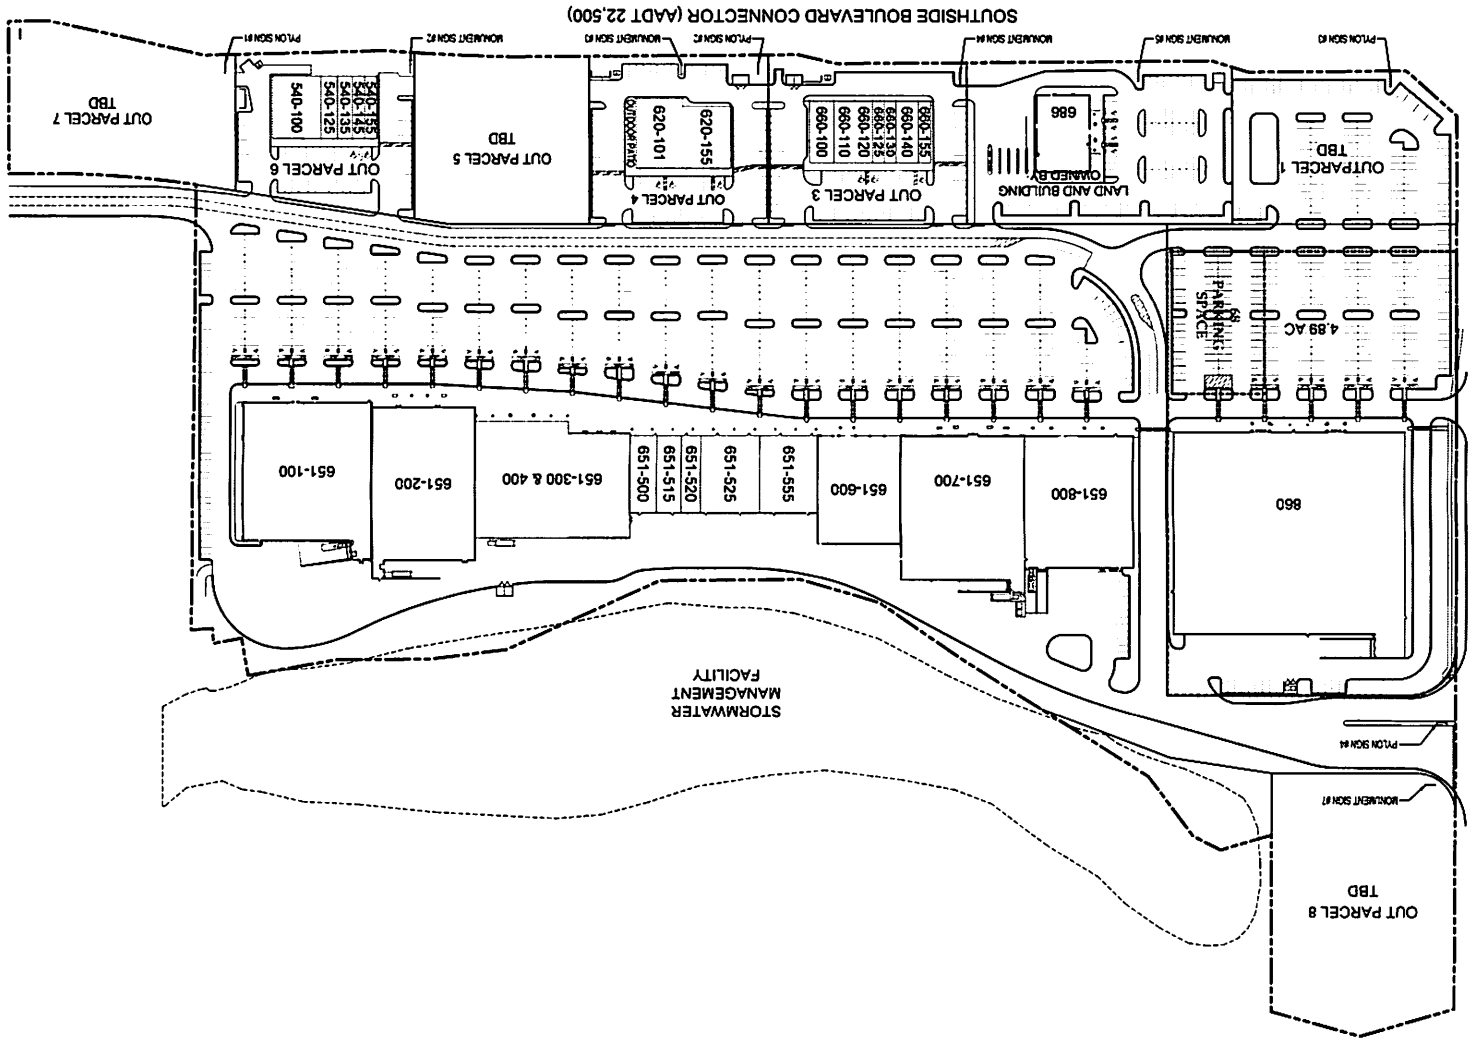 SOUTHSIDE BOULEVARD CONNECTOR (AADT 22,500)
PYLON SIGN #1
MONUMENT SIGN #2
MONUMENT SIGN #3
PYLON SIGN #2
MONUMENT SIGN #4
MONUMENT SIGN #5
PYLON SIGN #3
OUT PARCEL 7
TBD
540-100
540-125
540-135
540-145
540-155
OUT PARCEL 6
OUT PARCEL 5
TBD
OUTDOOR PATIO
620-101
620-155
OUT PARCEL 4
660-100
660-110
660-120
660-125
660-130
660-140
660-155
OUT PARCEL 3
686
LAND AND BUILDING
OWNED BY
OUTPARCEL 1
TBD
68
PARKING
SPACE
4.89 AC
651-100
651-200
651-300 & 400
651-500
651-515
651-520
651-525
651-555
651-600
651-700
651-800
860
STORMWATER
MANAGEMENT
FACILITY
PYLON SIGN #4
MONUMENT SIGN #7
OUT PARCEL 8
TBD